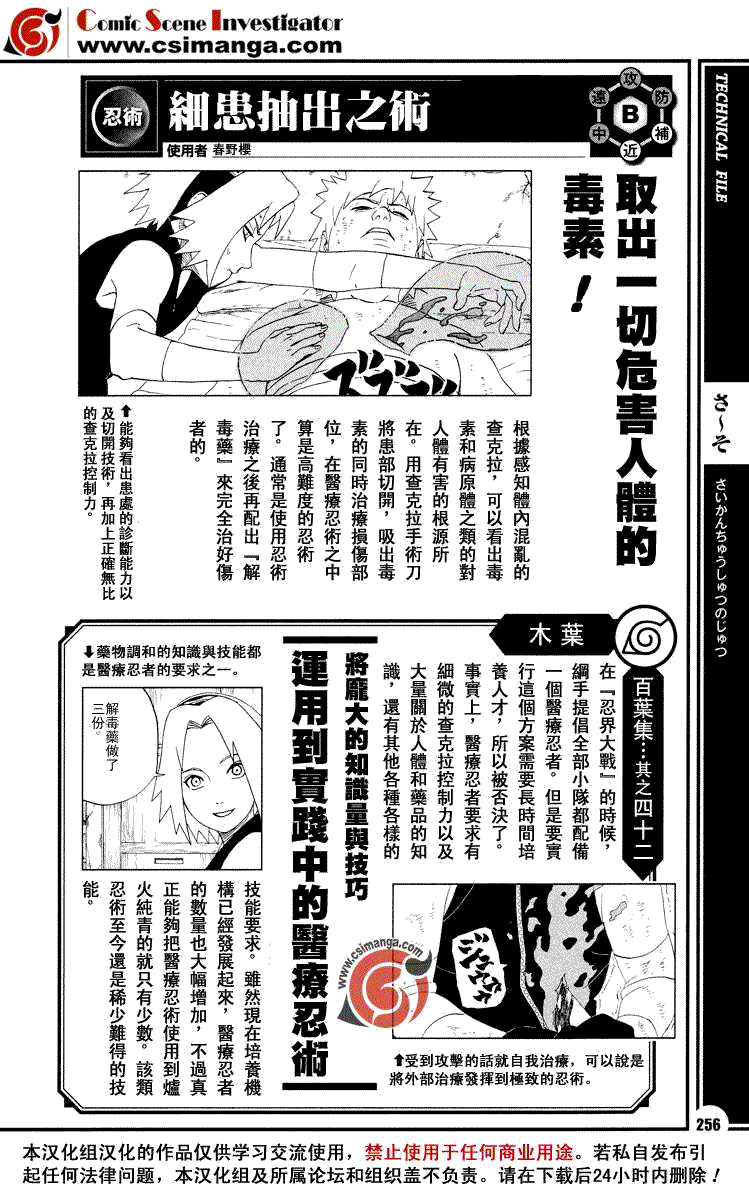 Comic Scene Investigator
www.csimanga.com
忍術
細患抽出之術
使用者 春野櫻
攻
防
補
近
中
遠
B
TECHNICAL FILE
さ～そ
さいかんちゅうしゅつのじゅつ
取出一切危害人體的
毒素！
ズズズ
根據感知體內混亂的
查克拉，可以看出毒
素和病原體之類的對
人體有害的根源所
在。用查克拉手術刀
將患部切開，吸出毒
素的同時治療損傷部
位，在醫療忍術之中
算是高難度的忍術
了。通常是使用忍術
治療之後再配出『解
毒藥』來完全治好傷
者的。
⬆能夠看出患處的診斷能力以
及切開技術，再加上正確無比
的查克拉控制力。
木葉
百葉集…其之四十二
在『忍界大戰』的時候，
綱手提倡全部小隊都配備
一個醫療忍者。但是要實
行這個方案需要長時間培
養人才，所以被否決了。
事實上，醫療忍者要求有
細微的查克拉控制力以及
大量關於人體和藥品的知
識，還有其他各種各樣的
將龐大的知識量與技巧
運用到實踐中的醫療忍術
⬇藥物調和的知識與技能都
是醫療忍者的要求之一。
解毒藥做了
三份。
技能要求。雖然現在培養機
構已經發展起來，醫療忍者
的數量也大幅增加，不過真
正能夠把醫療忍術使用到爐
火純青的就只有少數。該類
忍術至今還是稀少難得的技
能。
www.csimanga.com
⬆受到攻擊的話就自我治療，可以說是
將外部治療發揮到極致的忍術。
256
本汉化组汉化的作品仅供学习交流使用，禁止使用于任何商业用途。若私自发布引
起任何法律问题，本汉化组及所属论坛和组织盖不负责。请在下载后24小时内删除！